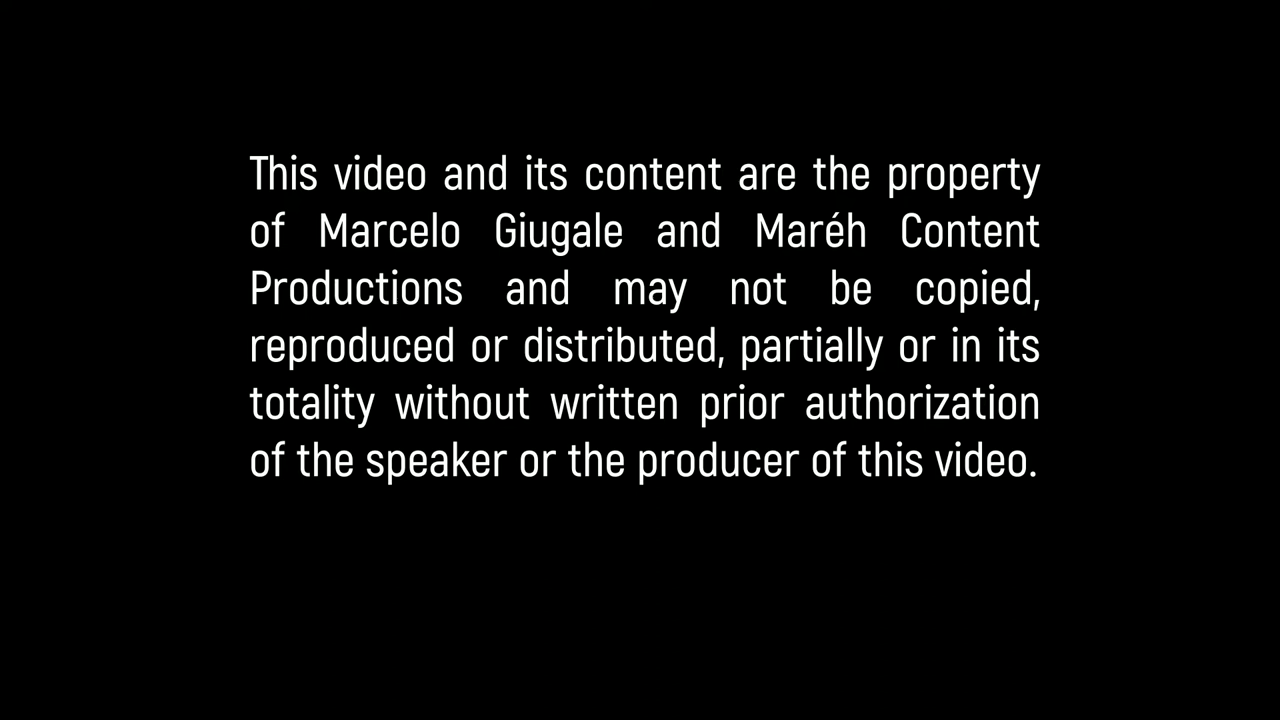 This video and its content are the property
of Marcelo Giugale and Maréh Content
Productions and may not be copied,
reproduced or distributed, partially or in its
totality without written prior authorization
of the speaker or the producer of this video.